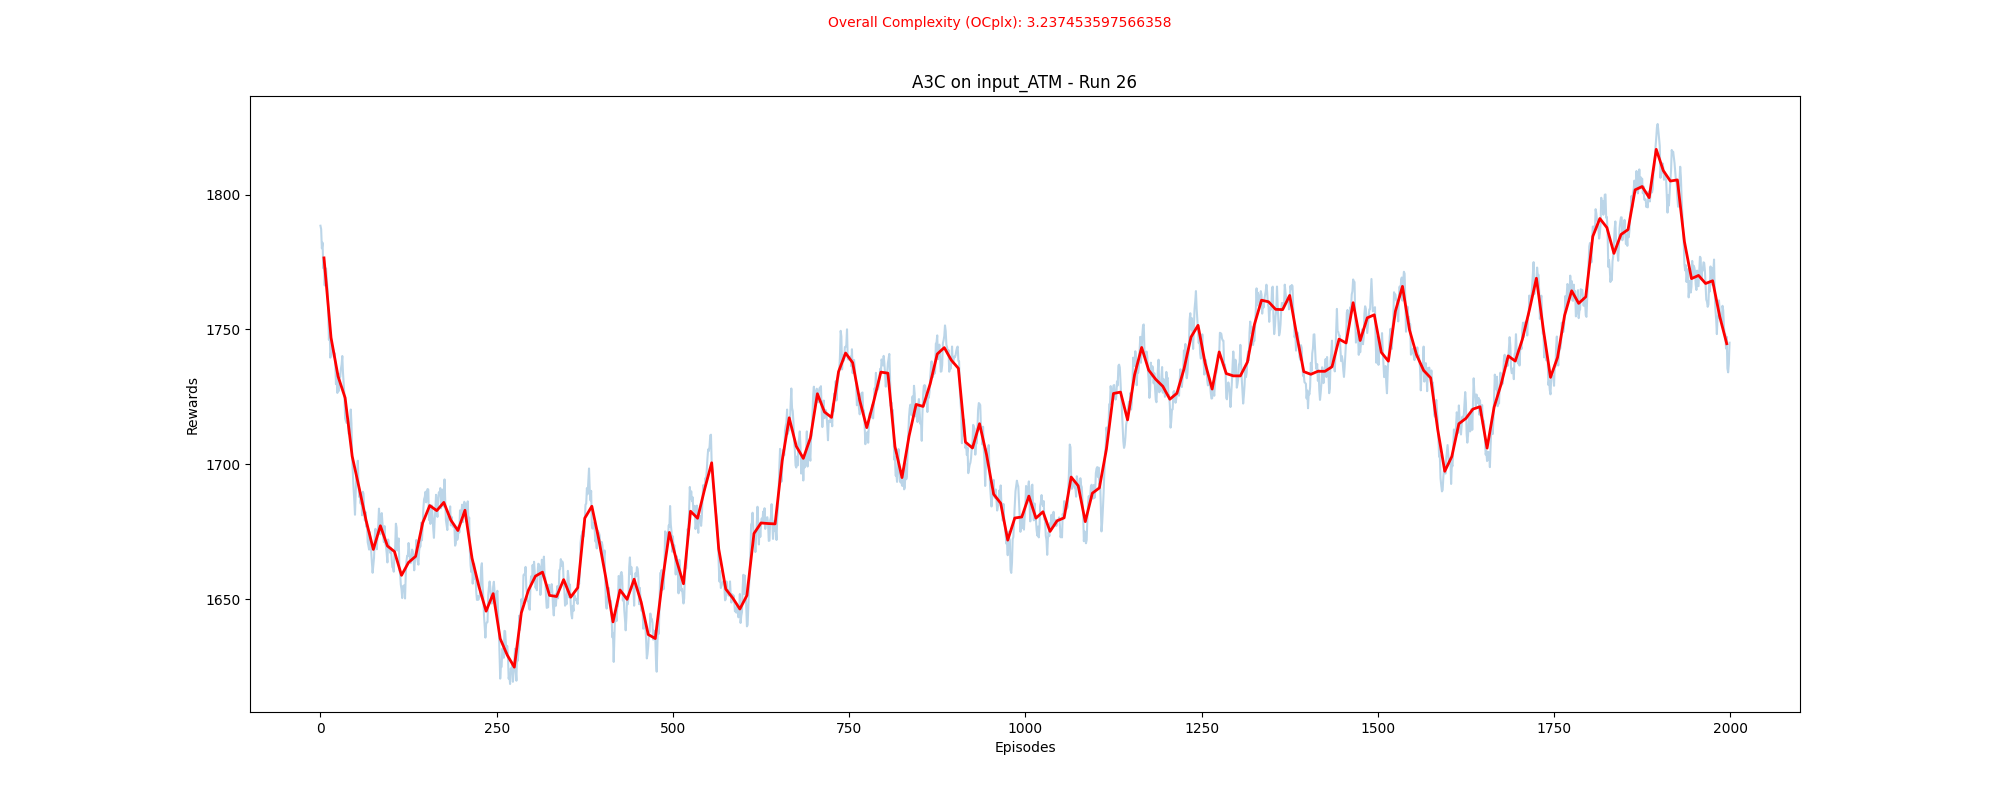 Overall Complexity (OCplx): 3.237453597566358
A3C on input_ATM - Run 26
Rewards
1800
1750
1700
1650
0 250 500 750 1000 1250 1500 1750 2000
Episodes